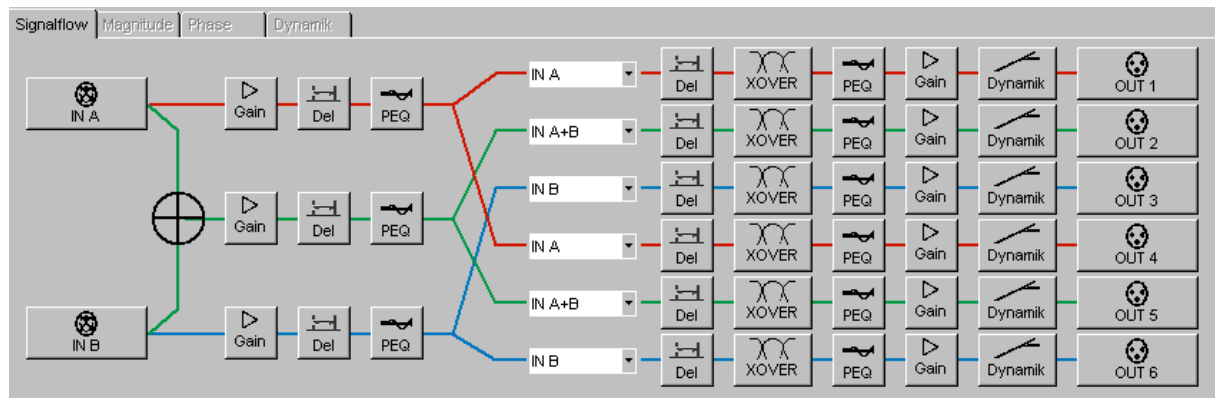 Signalflow Magnitude Phase Dynamik
IN A Del XOVER PEQ Gain Dynamik OUT 1
IN A Gain Del PEQ
IN A+B Del XOVER PEQ Gain Dynamik OUT 2
IN B Del XOVER PEQ Gain Dynamik OUT 3
Gain Del PEQ
IN A Del XOVER PEQ Gain Dynamik OUT 4
IN A+B Del XOVER PEQ Gain Dynamik OUT 5
IN B Gain Del PEQ
IN B Del XOVER PEQ Gain Dynamik OUT 6